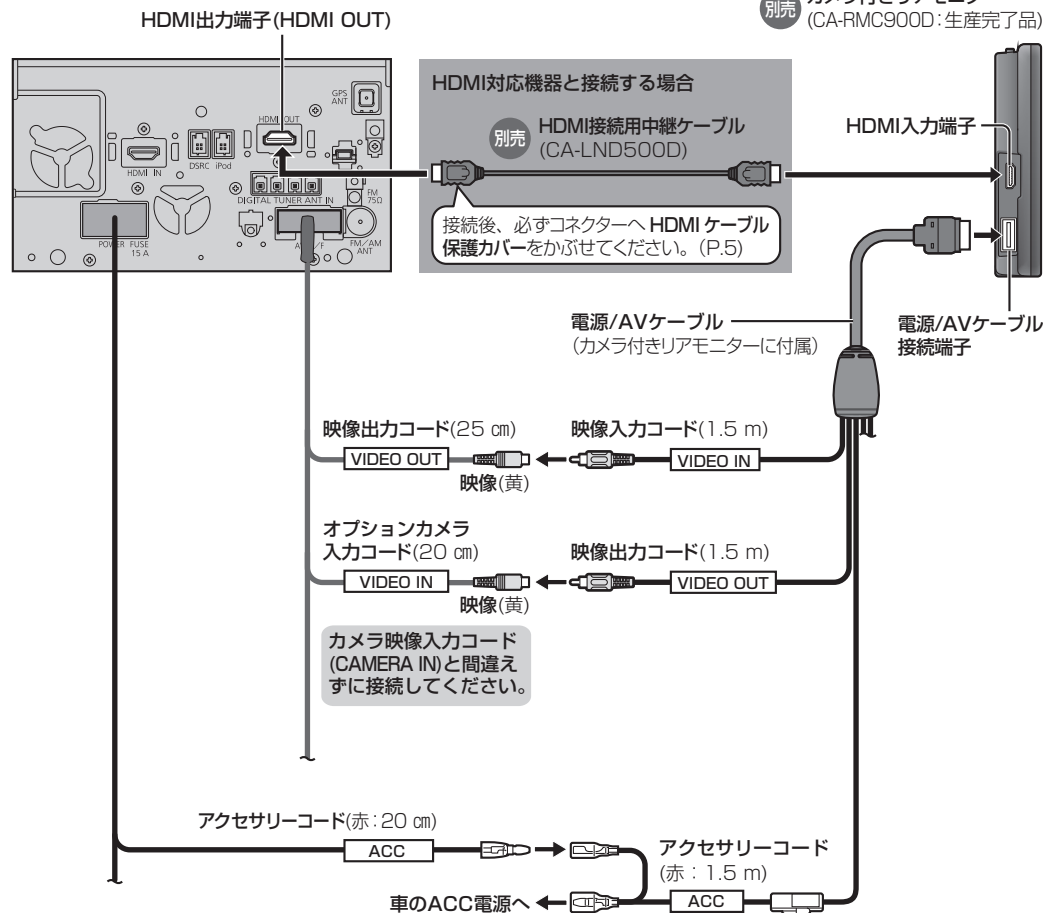 HDMI出力端子(HDMI OUT)
別売
(CA-RMC900D：生産完了品)
GPS
ANT
HDMI OUT
HDMI IN
DSRC iPod
DIGITAL TUNER ANT IN
FM
75Ω
POWER FUSE
15 A
FM/AM
ANT
HDMI対応機器と接続する場合
別売
HDMI接続用中継ケーブル
(CA-LND500D)
接続後、必ずコネクターへ HDMI ケーブル
保護カバーをかぶせてください。(P.5)
HDMI入力端子
電源/AVケーブル
（カメラ付きリアモニターに付属）
電源/AVケーブル
接続端子
映像出力コード(25 ㎝)
VIDEO OUT
映像(黄)
映像入力コード(1.5 m)
VIDEO IN
オプションカメラ
入力コード(20 ㎝)
VIDEO IN
映像(黄)
映像出力コード(1.5 m)
VIDEO OUT
カメラ映像入力コード
(CAMERA IN)と間違え
ずに接続してください。
アクセサリーコード(赤：20 ㎝)
ACC
アクセサリーコード
(赤：1.5 m)
ACC
車のACC電源へ